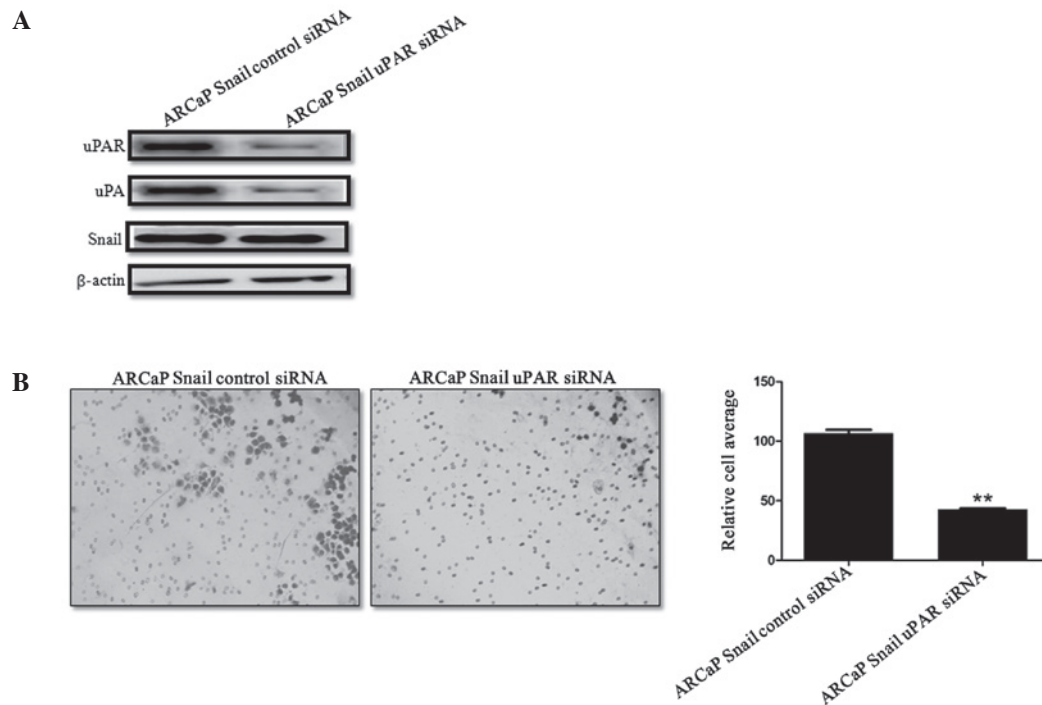 A
ARCaP Snail control siRNA
ARCaP Snail uPAR siRNA
uPAR
uPA
Snail
β-actin
B
ARCaP Snail control siRNA
ARCaP Snail uPAR siRNA
Relative cell average
150
100
50
0
**
ARCaP Snail control siRNA
ARCaP Snail uPAR siRNA